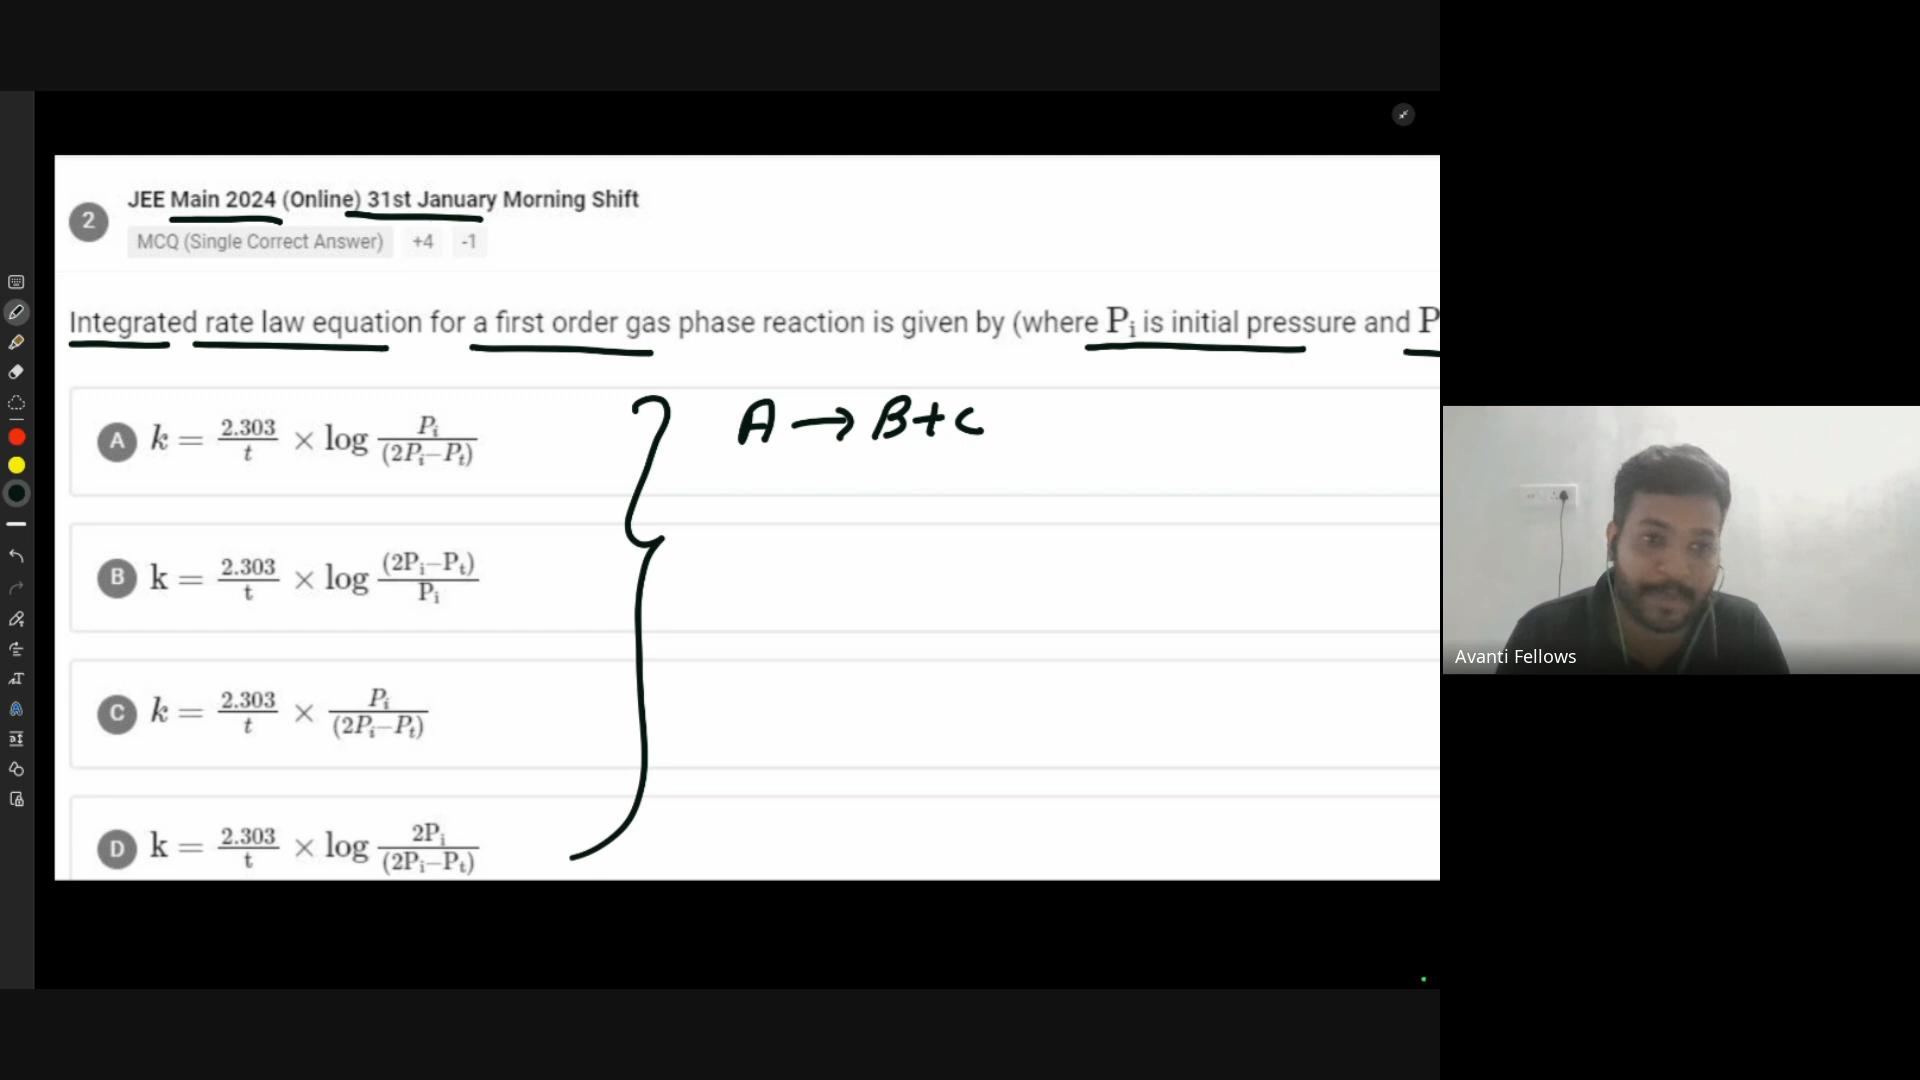 2
JEE Main 2024 (Online) 31st January Morning Shift
MCQ (Single Correct Answer) +4 -1
Integrated rate law equation for a first order gas phase reaction is given by (where Pᵢ is initial pressure and P
A k = 2.303/t × log Pᵢ/(2Pᵢ−Pₜ)
A → B + C
B k = 2.303/t × log (2Pᵢ−Pₜ)/Pᵢ
C k = 2.303/t × Pᵢ/(2Pᵢ−Pₜ)
D k = 2.303/t × log 2Pᵢ/(2Pᵢ−Pₜ)
Avanti Fellows